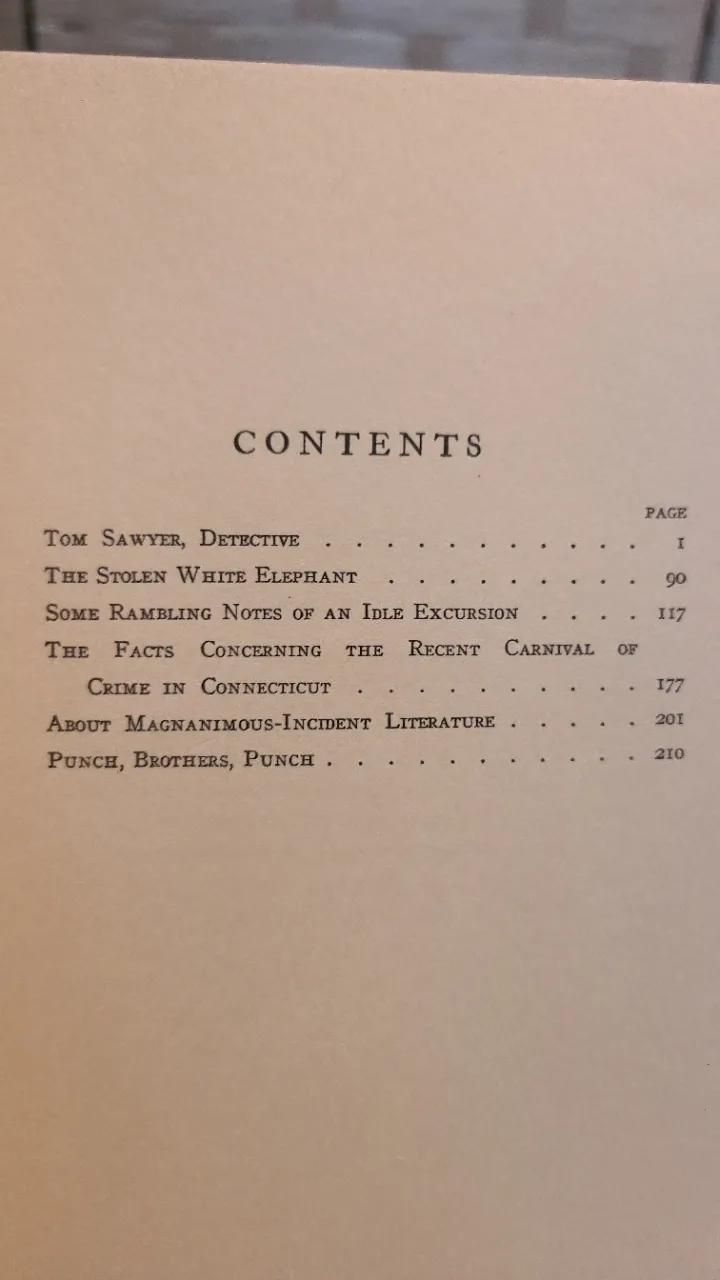 CONTENTS
PAGE
TOM SAWYER, DETECTIVE . . . . . . . . . . . 1
THE STOLEN WHITE ELEPHANT . . . . . . . . . 90
SOME RAMBLING NOTES OF AN IDLE EXCURSION . . . . 117
THE FACTS CONCERNING THE RECENT CARNIVAL OF
CRIME IN CONNECTICUT . . . . . . . . . . 177
ABOUT MAGNANIMOUS-INCIDENT LITERATURE . . . . . 201
PUNCH, BROTHERS, PUNCH . . . . . . . . . . . 210